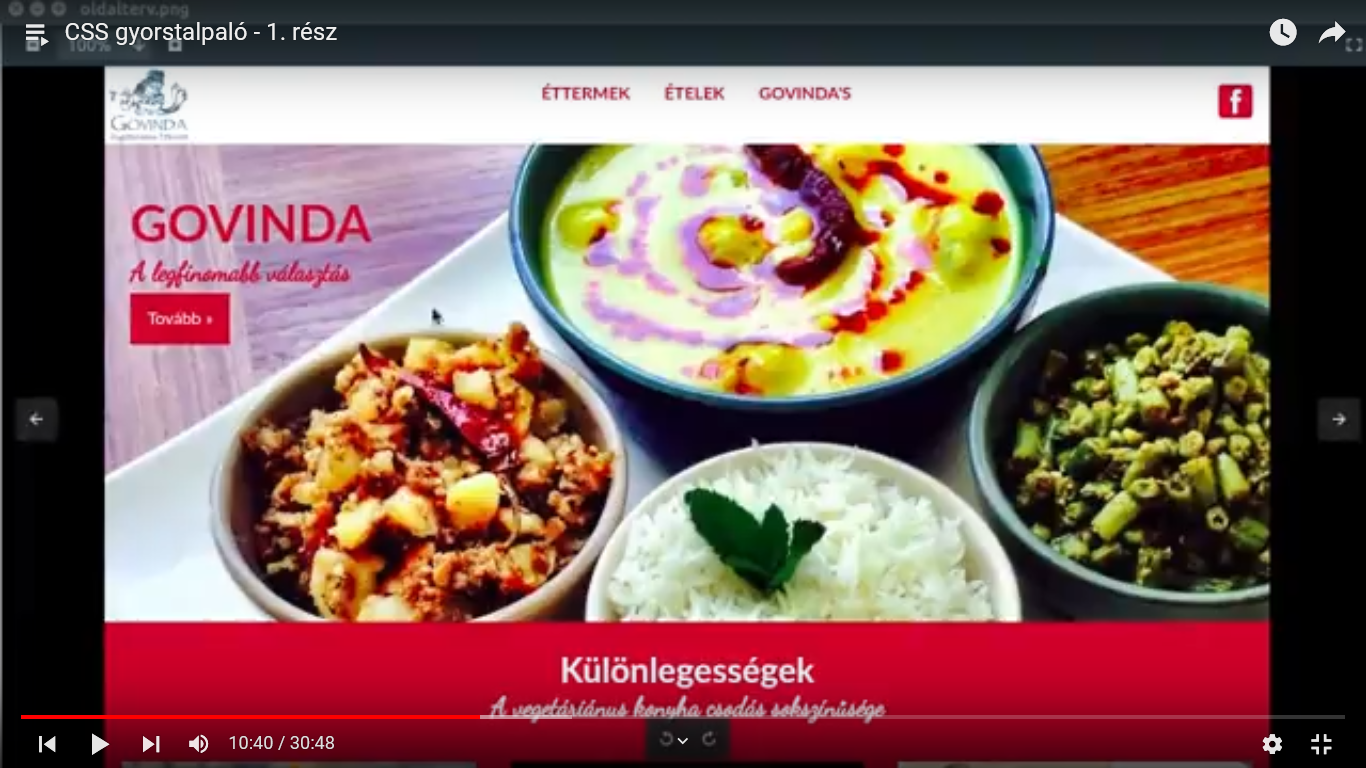 oldalterv.png
CSS gyorstalpaló - 1. rész
100%
GOVINDA
ÉTTERMEK ÉTELEK GOVINDA'S
f
GOVINDA
A legfinomabb választás
Tovább »
Különlegességek
A vegetáriánus konyha csodás sokszínűsége
10:40 / 30:48